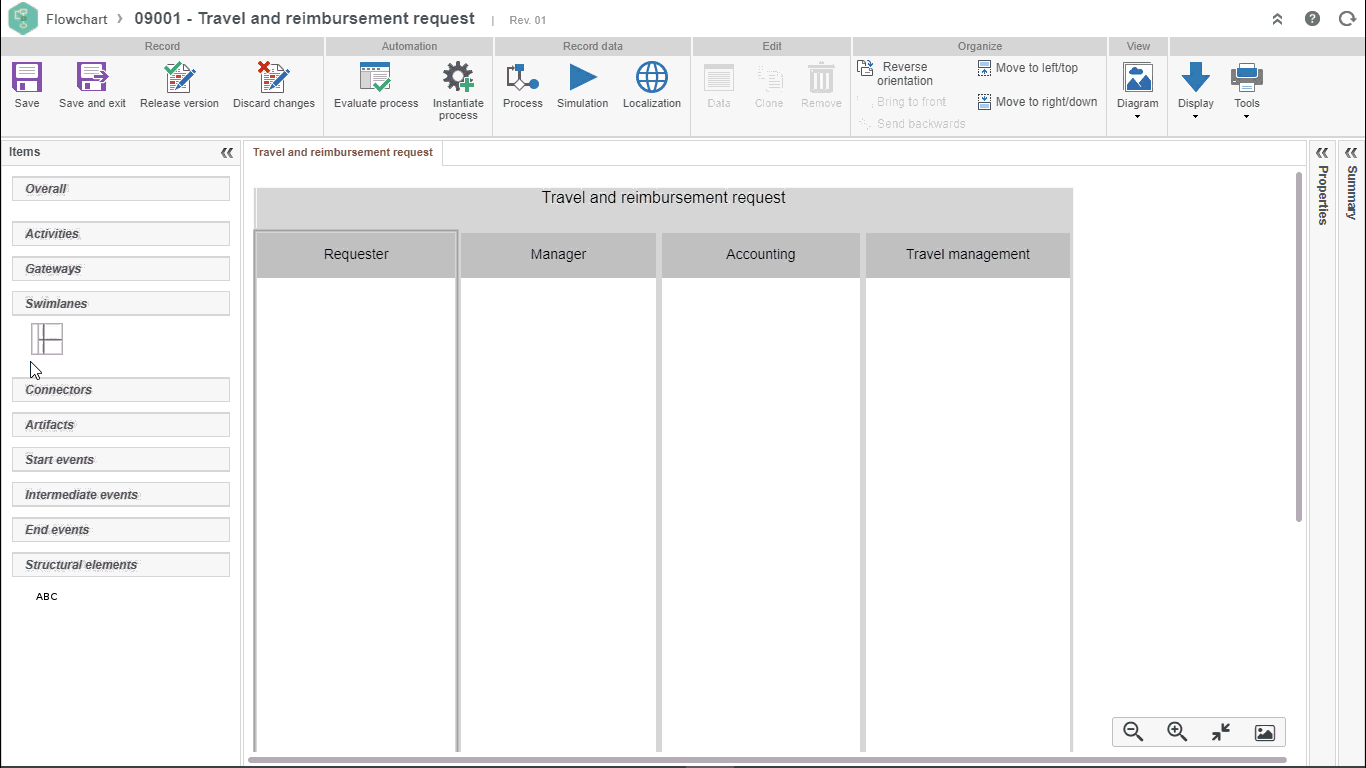 Flowchart › 09001 - Travel and reimbursement request | Rev. 01
Record
Automation
Record data
Edit
Organize
View
Save
Save and exit
Release version
Discard changes
Evaluate process
Instantiate
process
Process
Simulation
Localization
Data
Clone
Remove
Reverse
orientation
Bring to front
Send backwards
Move to left/top
Move to right/down
Diagram
Display
Tools
Items
Overall
Activities
Gateways
Swimlanes
Connectors
Artifacts
Start events
Intermediate events
End events
Structural elements
ABC
Travel and reimbursement request
Travel and reimbursement request
Requester
Manager
Accounting
Travel management
Properties
Summary